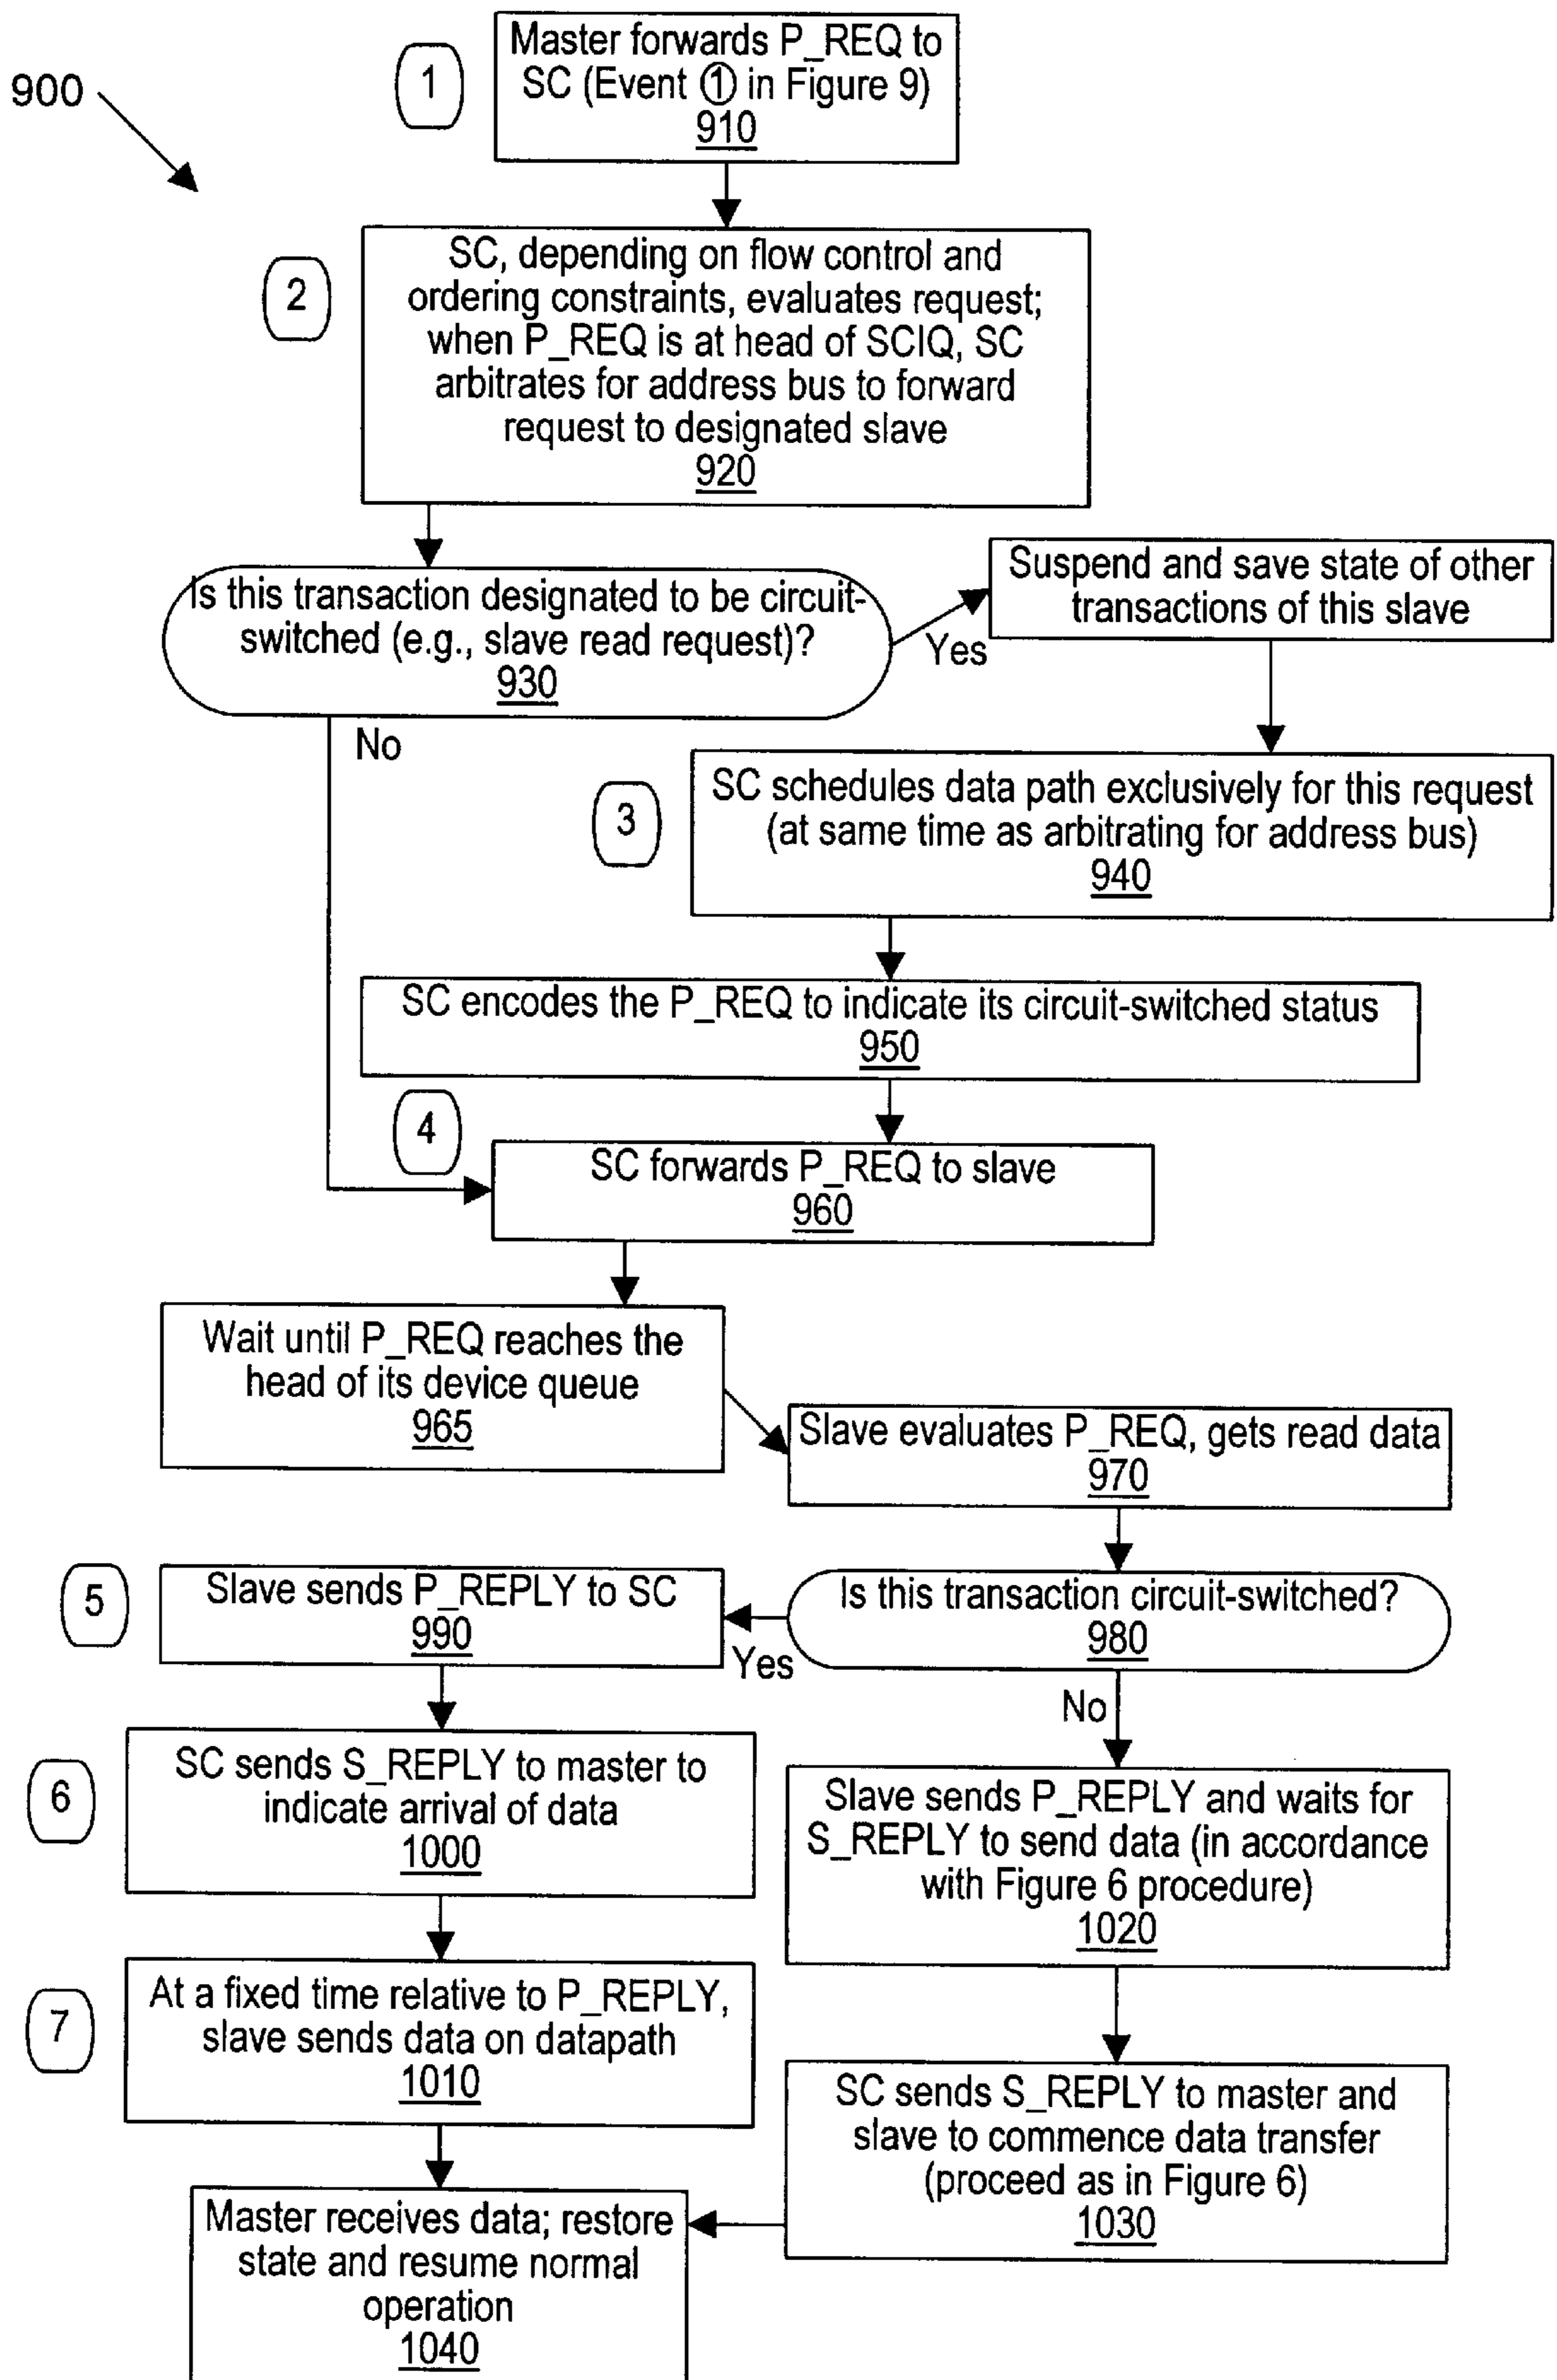 900
1
Master forwards P_REQ to
SC (Event ① in Figure 9)
910
2
SC, depending on flow control and
ordering constraints, evaluates request;
when P_REQ is at head of SCIQ, SC
arbitrates for address bus to forward
request to designated slave
920
Is this transaction designated to be circuit-
switched (e.g., slave read request)?
930
Yes
No
Suspend and save state of other
transactions of this slave
3
SC schedules data path exclusively for this request
(at same time as arbitrating for address bus)
940
SC encodes the P_REQ to indicate its circuit-switched status
950
4
SC forwards P_REQ to slave
960
Wait until P_REQ reaches the
head of its device queue
965
Slave evaluates P_REQ, gets read data
970
Is this transaction circuit-switched?
980
Yes
No
5
Slave sends P_REPLY to SC
990
6
SC sends S_REPLY to master to
indicate arrival of data
1000
7
At a fixed time relative to P_REPLY,
slave sends data on datapath
1010
Slave sends P_REPLY and waits for
S_REPLY to send data (in accordance
with Figure 6 procedure)
1020
SC sends S_REPLY to master and
slave to commence data transfer
(proceed as in Figure 6)
1030
Master receives data; restore
state and resume normal
operation
1040